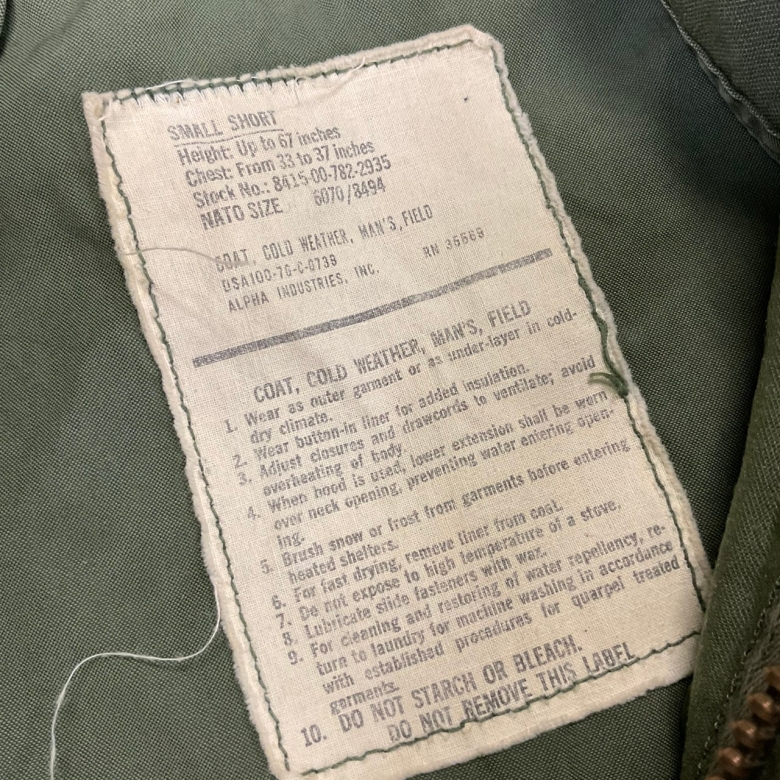 SMALL SHORT
Height: Up to 67 inches
Chest: From 33 to 37 inches
Stock No.: 8415-00-782-2935
NATO SIZE 6070/8494
COAT, COLD WEATHER, MAN'S, FIELD
DSA100-76-C-0739 RN 36669
ALPHA INDUSTRIES, INC.
COAT, COLD WEATHER, MAN'S, FIELD
1. Wear as outer garment or as under-layer in cold-
dry climate.
2. Wear button-in liner for added insulation.
3. Adjust closures and drawcords to ventilate; avoid
overheating of body.
4. When hood is used, lower extension shall be worn
over neck opening, preventing water entering open-
ing.
5. Brush snow or frost from garments before entering
heated shelters.
6. For fast drying, remove liner from coat.
7. Do not expose to high temperature of a stove.
8. Lubricate slide fasteners with wax.
9. For cleaning and restoring of water repellency, re-
turn to laundry for machine washing in accordance
with established procedures for quarpel treated
garments.
10. DO NOT STARCH OR BLEACH.
DO NOT REMOVE THIS LABEL